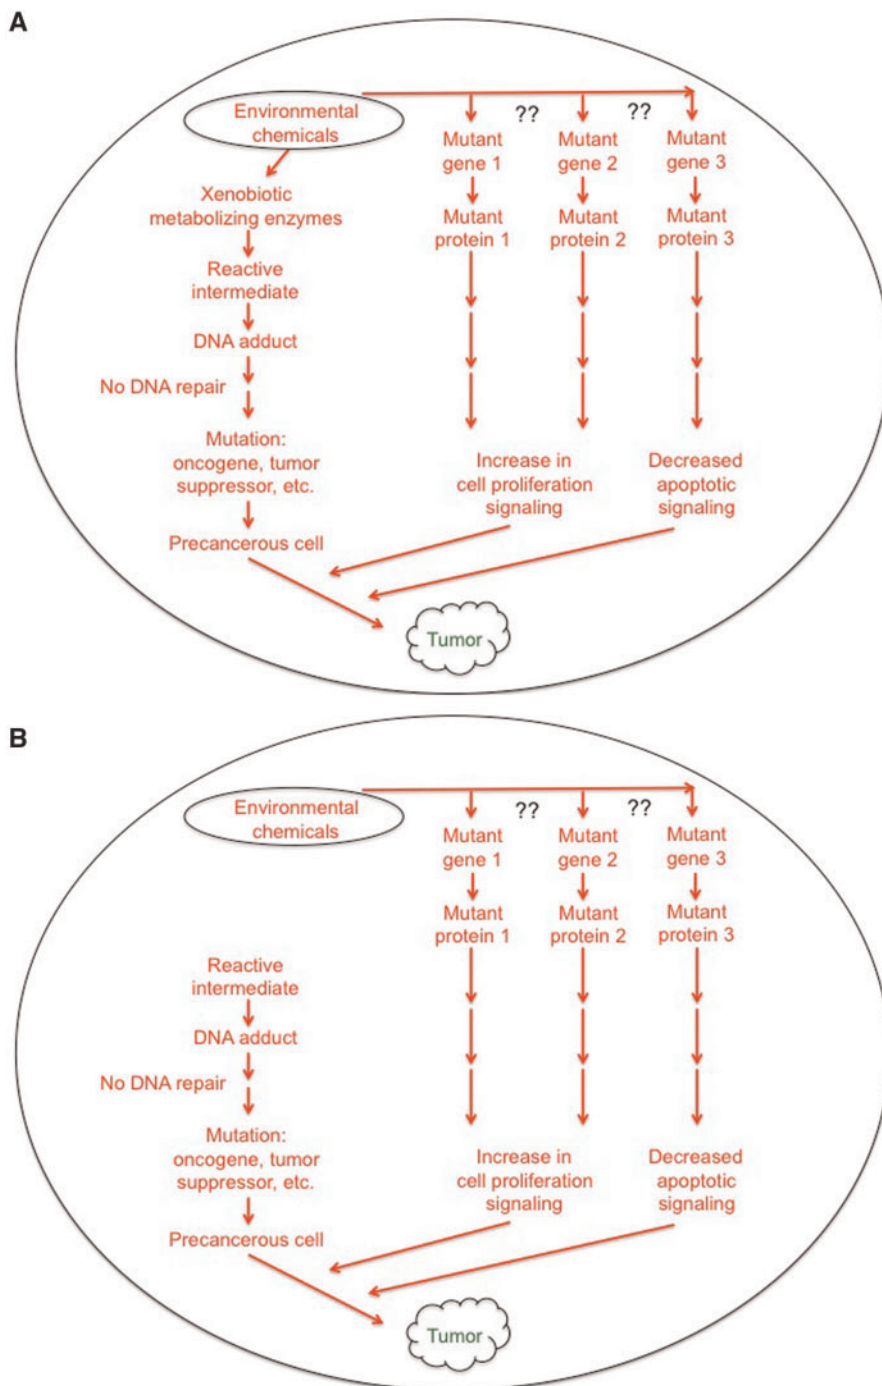 A
Environmental
chemicals
??
??
Mutant
gene 1
Mutant
gene 2
Mutant
gene 3
Xenobiotic
metabolizing enzymes
Mutant
protein 1
Mutant
protein 2
Mutant
protein 3
Reactive
intermediate
DNA adduct
No DNA repair
Mutation:
oncogene, tumor
suppressor, etc.
Increase in
cell proliferation
signaling
Decreased
apoptotic
signaling
Precancerous cell
Tumor
B
Environmental
chemicals
??
??
Mutant
gene 1
Mutant
gene 2
Mutant
gene 3
Mutant
protein 1
Mutant
protein 2
Mutant
protein 3
Reactive
intermediate
DNA adduct
No DNA repair
Mutation:
oncogene, tumor
suppressor, etc.
Increase in
cell proliferation
signaling
Decreased
apoptotic
signaling
Precancerous cell
Tumor